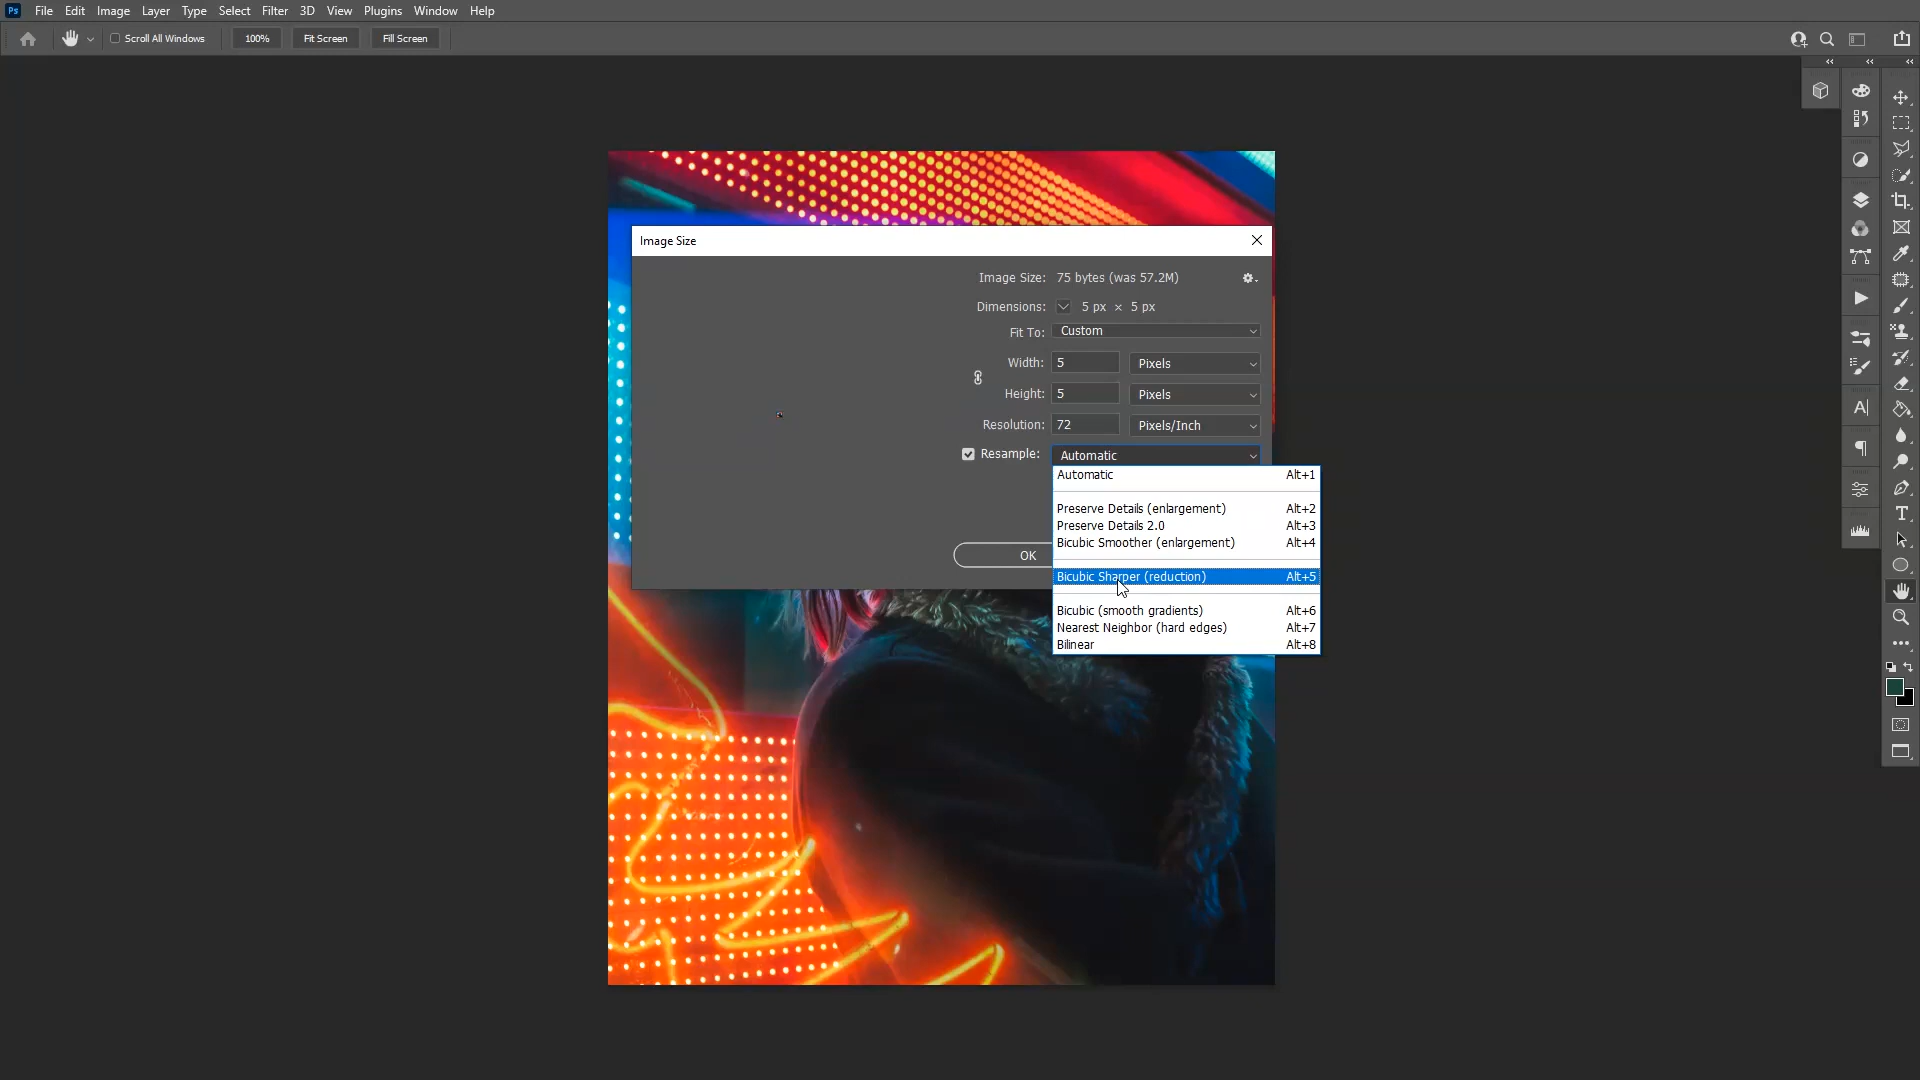 Ps File Edit Image Layer Type Select Filter 3D View Plugins Window Help
Scroll All Windows 100% Fit Screen Fill Screen
Image Size
Image Size: 75 bytes (was 57.2M)
Dimensions: 5 px × 5 px
Fit To: Custom
Width: 5 Pixels
Height: 5 Pixels
Resolution: 72 Pixels/Inch
Resample: Automatic
Automatic Alt+1
Preserve Details (enlargement) Alt+2
Preserve Details 2.0 Alt+3
Bicubic Smoother (enlargement) Alt+4
OK
Bicubic Sharper (reduction) Alt+5
Bicubic (smooth gradients) Alt+6
Nearest Neighbor (hard edges) Alt+7
Bilinear Alt+8